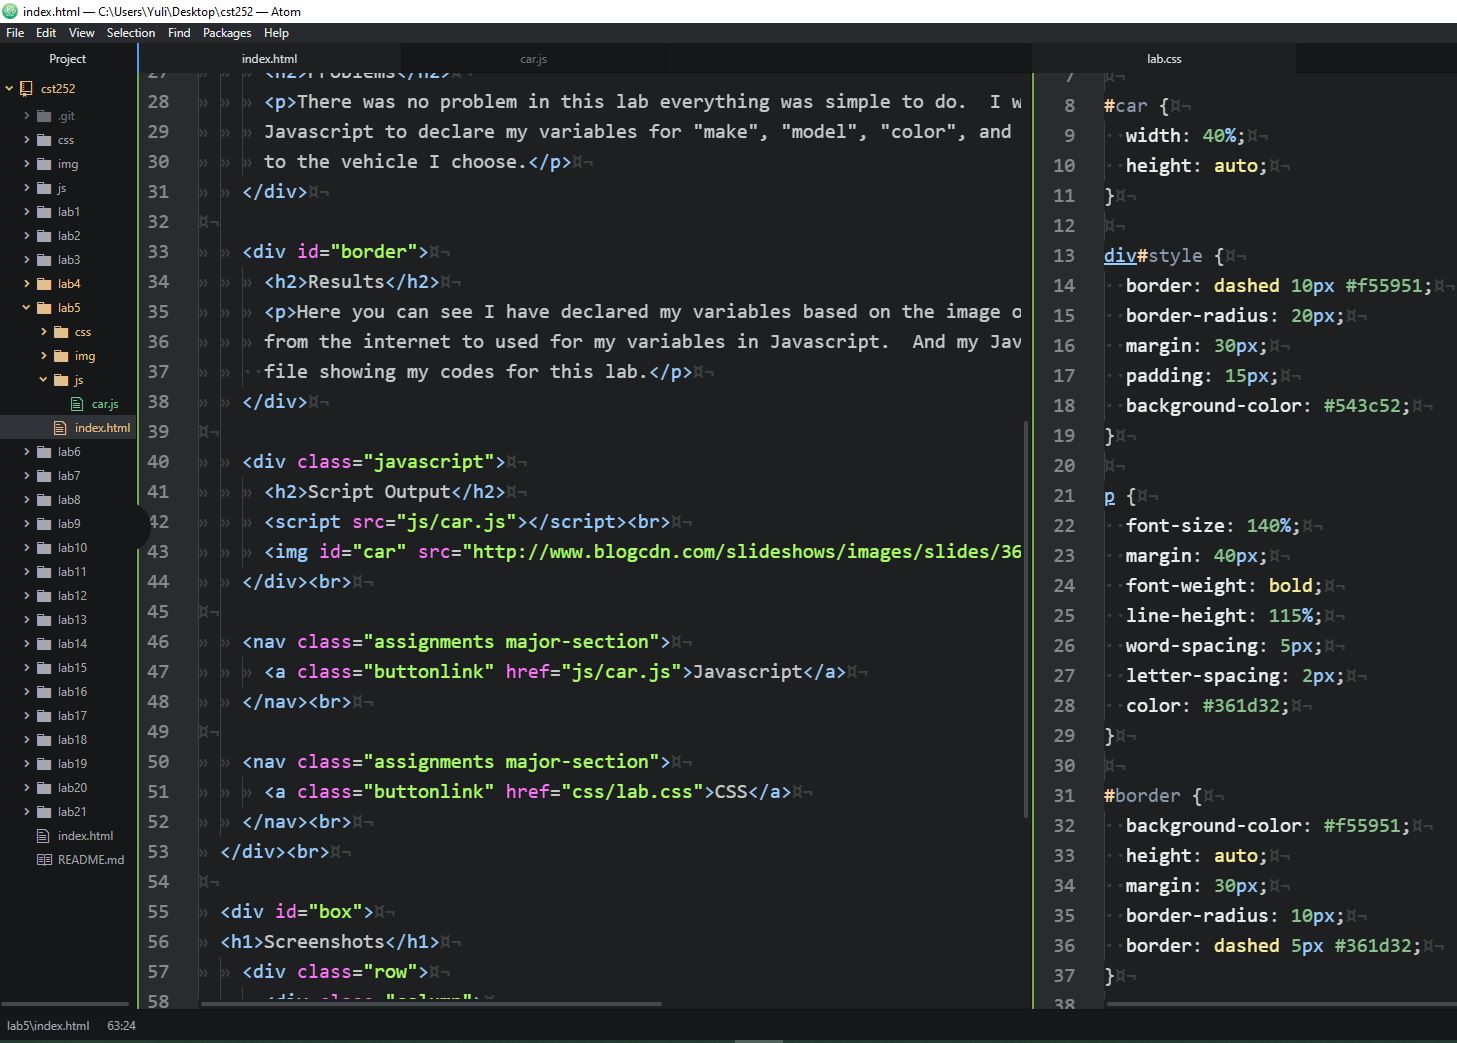 index.html — C:\Users\Yuli\Desktop\cst252 — Atom
File Edit View Selection Find Packages Help
Project
cst252
.git
css
img
js
lab1
lab2
lab3
lab4
lab5
css
img
js
car.js
index.html
lab6
lab7
lab8
lab9
lab10
lab11
lab12
lab13
lab14
lab15
lab16
lab17
lab18
lab19
lab20
lab21
index.html
README.md
index.html
car.js
27 <h2>Problems</h2>
28 <p>There was no problem in this lab everything was simple to do.  I w
29 Javascript to declare my variables for "make", "model", "color", and
30 to the vehicle I choose.</p>
31 </div>
32
33 <div id="border">
34 <h2>Results</h2>
35 <p>Here you can see I have declared my variables based on the image o
36 from the internet to used for my variables in Javascript.  And my Jav
37 file showing my codes for this lab.</p>
38 </div>
39
40 <div class="javascript">
41 <h2>Script Output</h2>
42 <script src="js/car.js"></script><br>
43 <img id="car" src="http://www.blogcdn.com/slideshows/images/slides/36
44 </div><br>
45
46 <nav class="assignments major-section">
47 <a class="buttonlink" href="js/car.js">Javascript</a>
48 </nav><br>
49
50 <nav class="assignments major-section">
51 <a class="buttonlink" href="css/lab.css">CSS</a>
52 </nav><br>
53 </div><br>
54
55 <div id="box">
56 <h1>Screenshots</h1>
57 <div class="row">
58 <div class="column">
lab.css
7
8 #car {
9 width: 40%;
10 height: auto;
11 }
12
13 div#style {
14 border: dashed 10px #f55951;
15 border-radius: 20px;
16 margin: 30px;
17 padding: 15px;
18 background-color: #543c52;
19 }
20
21 p {
22 font-size: 140%;
23 margin: 40px;
24 font-weight: bold;
25 line-height: 115%;
26 word-spacing: 5px;
27 letter-spacing: 2px;
28 color: #361d32;
29 }
30
31 #border {
32 background-color: #f55951;
33 height: auto;
34 margin: 30px;
35 border-radius: 10px;
36 border: dashed 5px #361d32;
37 }
38
lab5\index.html 63:24